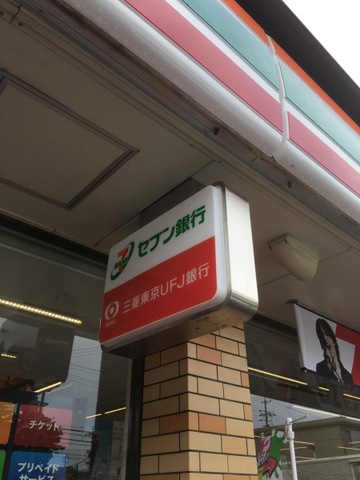 セブン銀行
三菱東京UFJ銀行
チケット
プリペイド
サービス